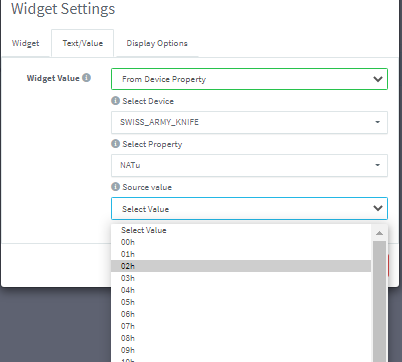 Widget Settings
Widget
Text/Value
Display Options
Widget Value
From Device Property
Select Device
SWISS_ARMY_KNIFE
Select Property
NATu
Source value
Select Value
Select Value
00h
01h
02h
03h
04h
05h
06h
07h
08h
09h